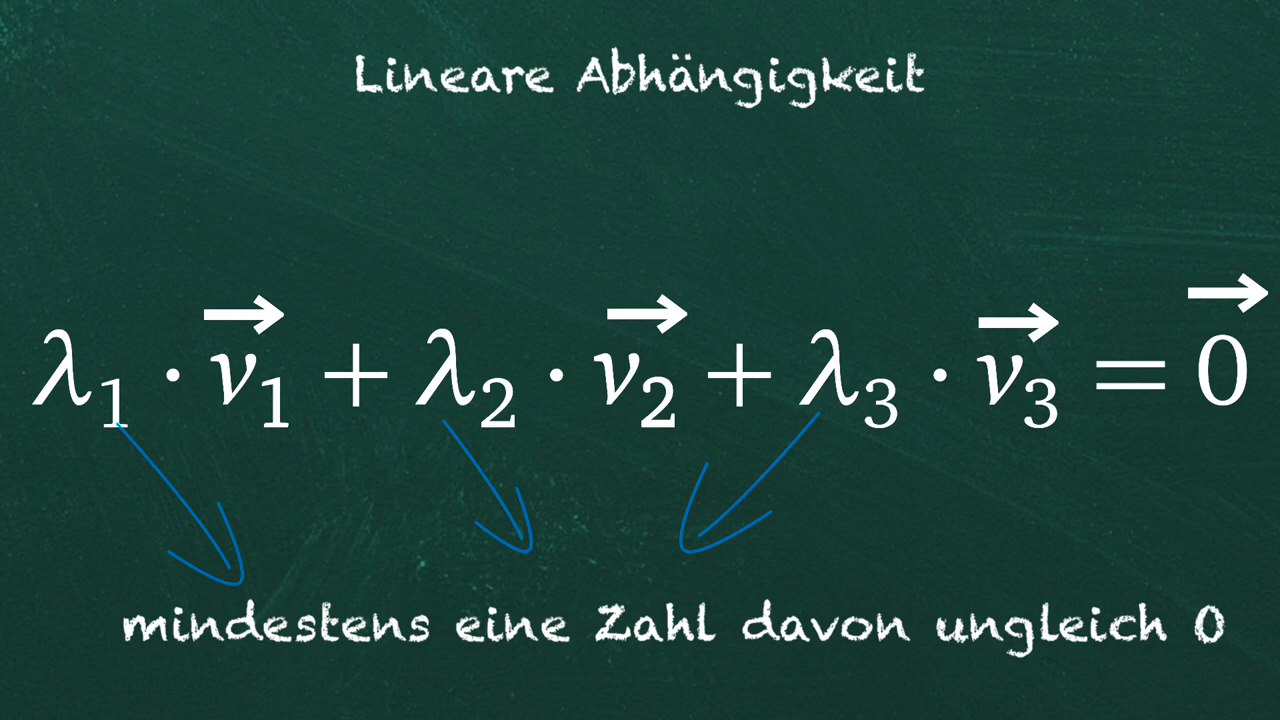 Lineare Abhängigkeit
λ₁ · v⃗₁ + λ₂ · v⃗₂ + λ₃ · v⃗₃ = 0⃗
mindestens eine Zahl davon ungleich 0